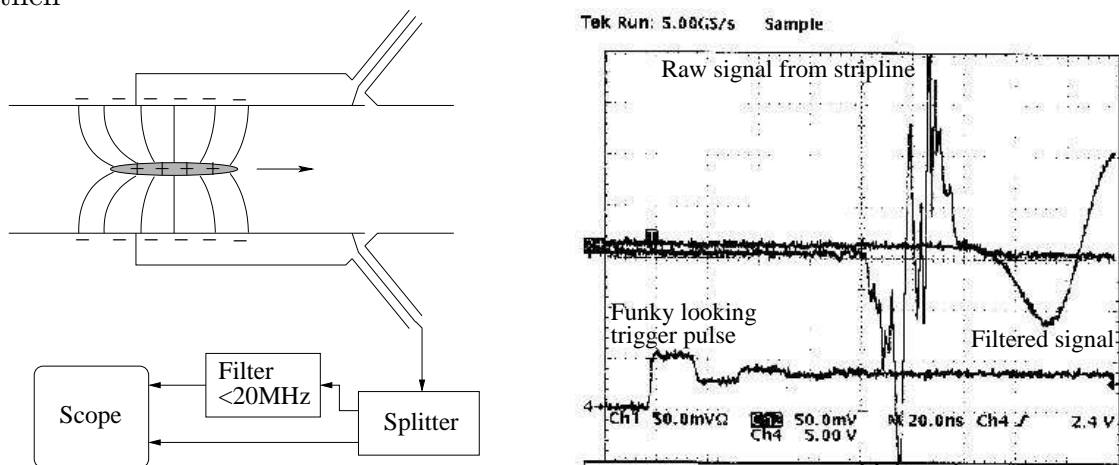 Tek Run: 5.00GS/s Sample
Raw signal from stripline
Funky looking
trigger pulse
Filtered signal
Filter
<20MHz
Scope
Splitter
4
Ch1 50.0mVΩ 50.0mV M 20.0ns Ch4 2.4 V
Ch4 5.00 V